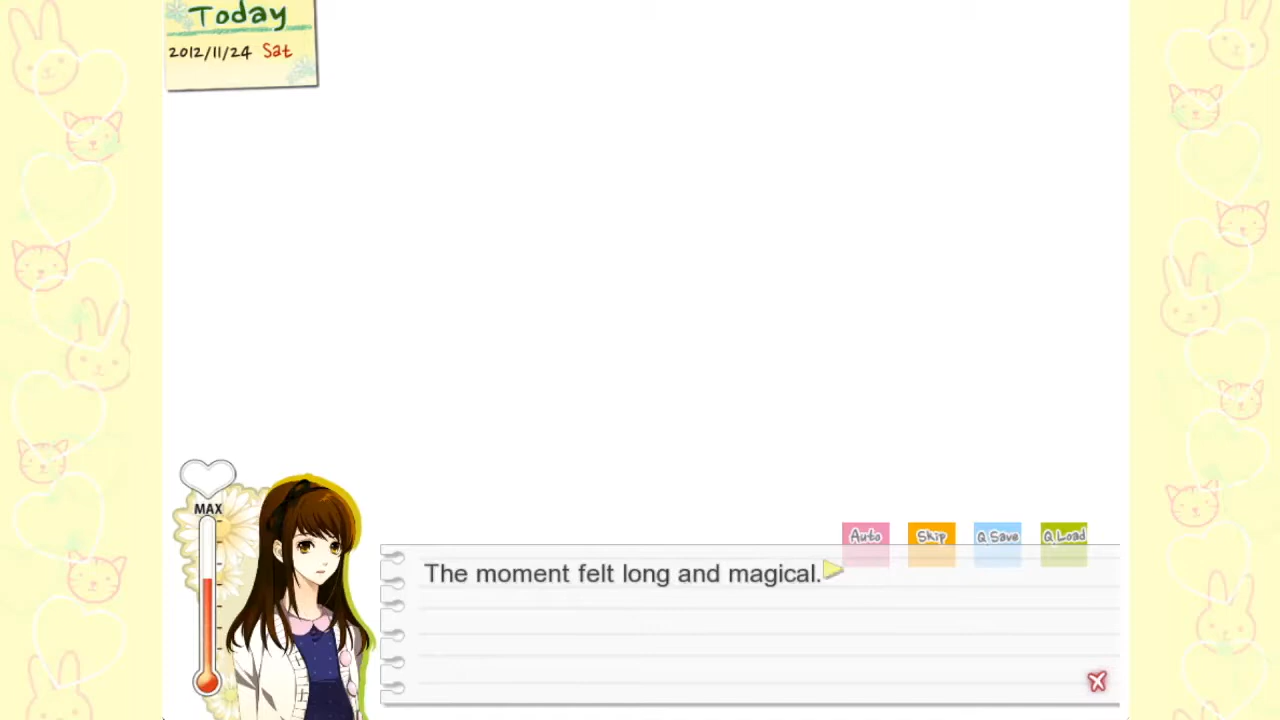 Today
2012/11/24 Sat
MAX
Auto
Skip
Q.Save
Q.Load
The moment felt long and magical.